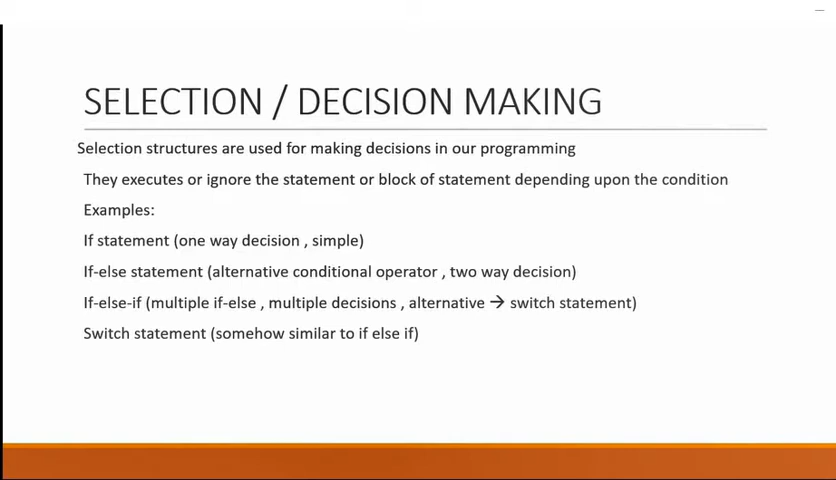 SELECTION / DECISION MAKING
Selection structures are used for making decisions in our programming
They executes or ignore the statement or block of statement depending upon the condition
Examples:
If statement (one way decision , simple)
If-else statement (alternative conditional operator , two way decision)
If-else-if (multiple if-else , multiple decisions , alternative → switch statement)
Switch statement (somehow similar to if else if)